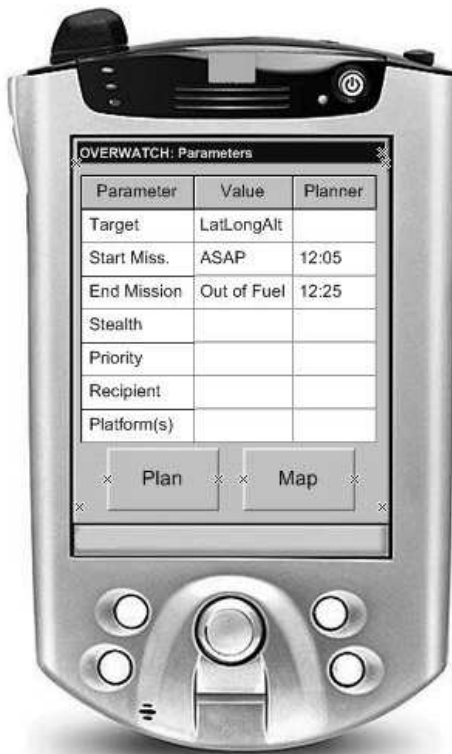 OVERWATCH: Parameters
Parameter Value Planner
Target LatLongAlt
Start Miss. ASAP 12:05
End Mission Out of Fuel 12:25
Stealth
Priority
Recipient
Platform(s)
Plan Map